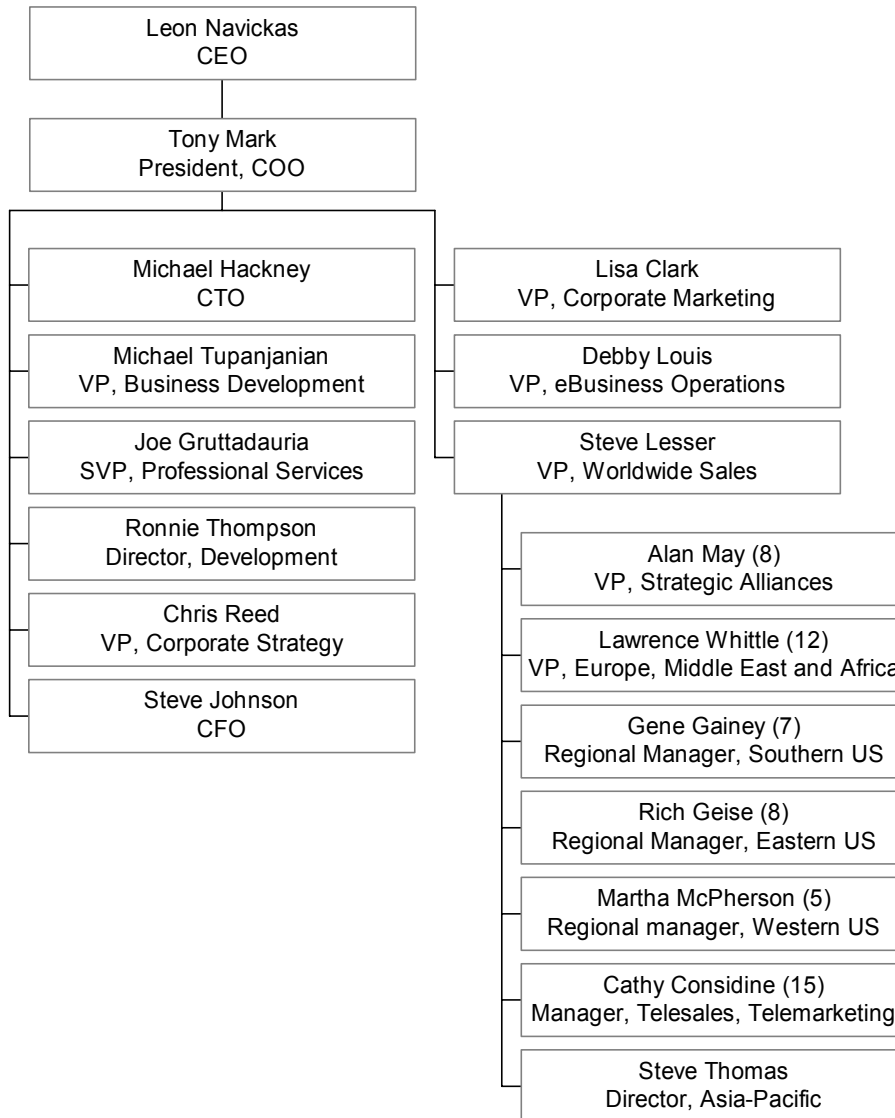 Leon Navickas
CEO
Tony Mark
President, COO
Michael Hackney
CTO
Michael Tupanjanian
VP, Business Development
Joe Gruttadauria
SVP, Professional Services
Ronnie Thompson
Director, Development
Chris Reed
VP, Corporate Strategy
Steve Johnson
CFO
Lisa Clark
VP, Corporate Marketing
Debby Louis
VP, eBusiness Operations
Steve Lesser
VP, Worldwide Sales
Alan May (8)
VP, Strategic Alliances
Lawrence Whittle (12)
VP, Europe, Middle East and Africa
Gene Gainey (7)
Regional Manager, Southern US
Rich Geise (8)
Regional Manager, Eastern US
Martha McPherson (5)
Regional manager, Western US
Cathy Considine (15)
Manager, Telesales, Telemarketing
Steve Thomas
Director, Asia-Pacific